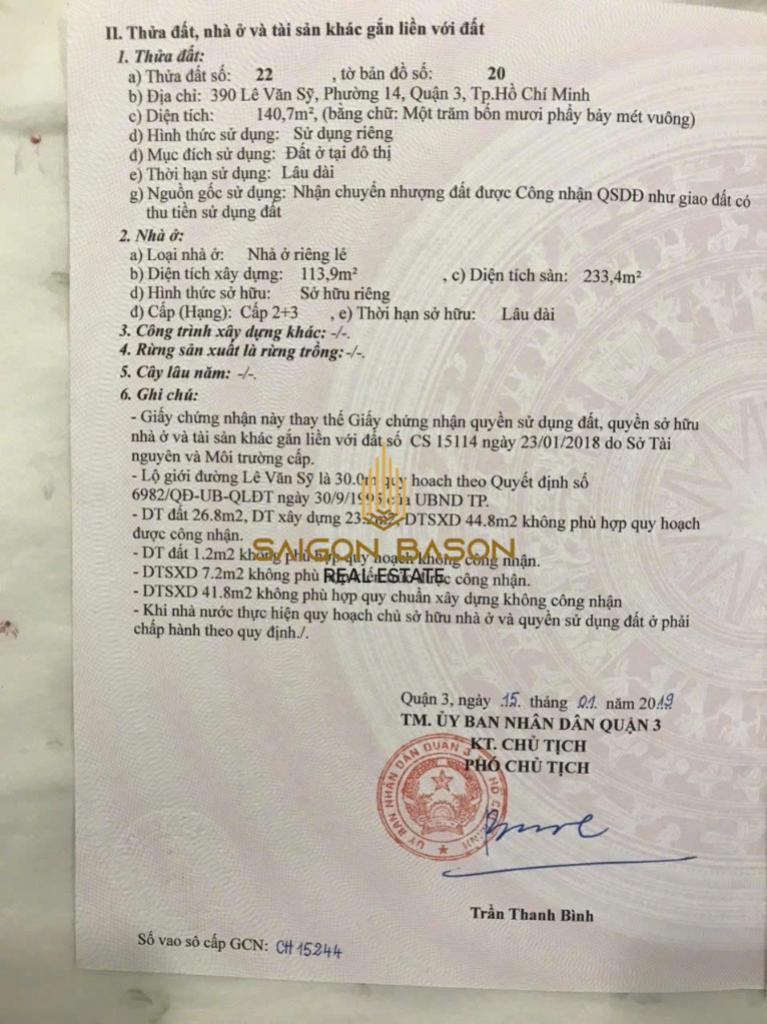 II. Thửa đất, nhà ở và tài sản khác gắn liền với đất
1. Thửa đất:
a) Thửa đất số: 22 , tờ bản đồ số: 20
b) Địa chỉ: 390 Lê Văn Sỹ, Phường 14, Quận 3, Tp.Hồ Chí Minh
c) Diện tích: 140,7m², (bằng chữ: Một trăm bốn mươi phẩy bảy mét vuông)
d) Hình thức sử dụng: Sử dụng riêng
đ) Mục đích sử dụng: Đất ở tại đô thị
e) Thời hạn sử dụng: Lâu dài
g) Nguồn gốc sử dụng: Nhận chuyển nhượng đất được Công nhận QSDĐ như giao đất có
thu tiền sử dụng đất
2. Nhà ở:
a) Loại nhà ở: Nhà ở riêng lẻ
b) Diện tích xây dựng: 113,9m² , c) Diện tích sàn: 233,4m²
d) Hình thức sở hữu: Sở hữu riêng
đ) Cấp (Hạng): Cấp 2+3 , e) Thời hạn sở hữu: Lâu dài
3. Công trình xây dựng khác: -/-.
4. Rừng sản xuất là rừng trồng: -/-.
5. Cây lâu năm: -/-.
6. Ghi chú:
- Giấy chứng nhận này thay thế Giấy chứng nhận quyền sử dụng đất, quyền sở hữu
nhà ở và tài sản khác gắn liền với đất số CS 15114 ngày 23/01/2018 do Sở Tài
nguyên và Môi trường cấp.
- Lộ giới đường Lê Văn Sỹ là 30.0m quy hoạch theo Quyết định số
6982/QĐ-UB-QLĐT ngày 30/9/1995 của UBND TP.
- DT đất 26.8m2, DT xây dựng DTSXD 44.8m2 không phù hợp quy hoạch
được công nhận.
SAIGON BASON
- DT đất 1.2m2 không phù hợp quy hoạch không công nhận.
REAL ESTATE
- DTSXD 7.2m2 không phù hợp công nhận.
- DTSXD 41.8m2 không phù hợp quy chuẩn xây dựng không công nhận
- Khi nhà nước thực hiện quy hoạch chủ sở hữu nhà ở và quyền sử dụng đất ở phải
chấp hành theo quy định./.
Quận 3, ngày 15. tháng 01. năm 2019
TM. ỦY BAN NHÂN DÂN QUẬN 3
KT. CHỦ TỊCH
PHÓ CHỦ TỊCH
ỦY BAN NHÂN DÂN QUẬN 3
Trần Thanh Bình
Số vào sổ cấp GCN: CH 15244